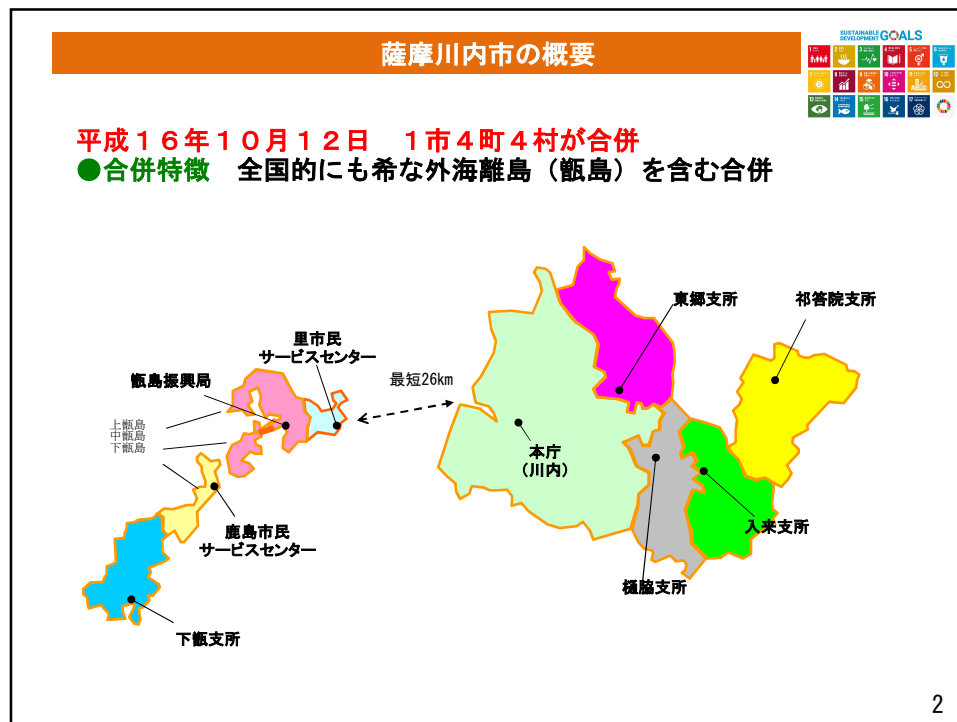 薩摩川内市の概要
SUSTAINABLE
DEVELOPMENT GOALS
平成１６年１０月１２日　１市４町４村が合併
●合併特徴　全国的にも希な外海離島（甑島）を含む合併
東郷支所
祁答院支所
里市民
サービスセンター
最短26km
甑島振興局
上甑島
中甑島
下甑島
本庁
（川内）
鹿島市民
サービスセンター
入来支所
樋脇支所
下甑支所
2